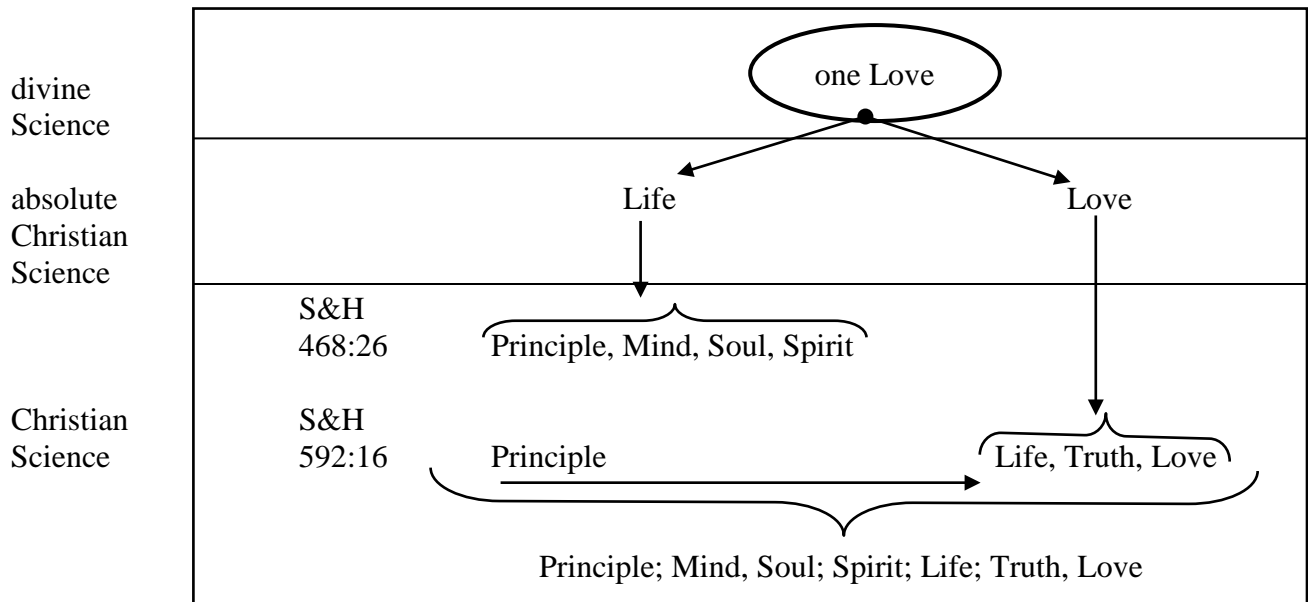 one Love
divine
Science
absolute
Christian
Science
Life
Love
S&H
468:26
Principle, Mind, Soul, Spirit
Christian
Science
S&H
592:16
Principle
Life, Truth, Love
Principle; Mind, Soul; Spirit; Life; Truth, Love